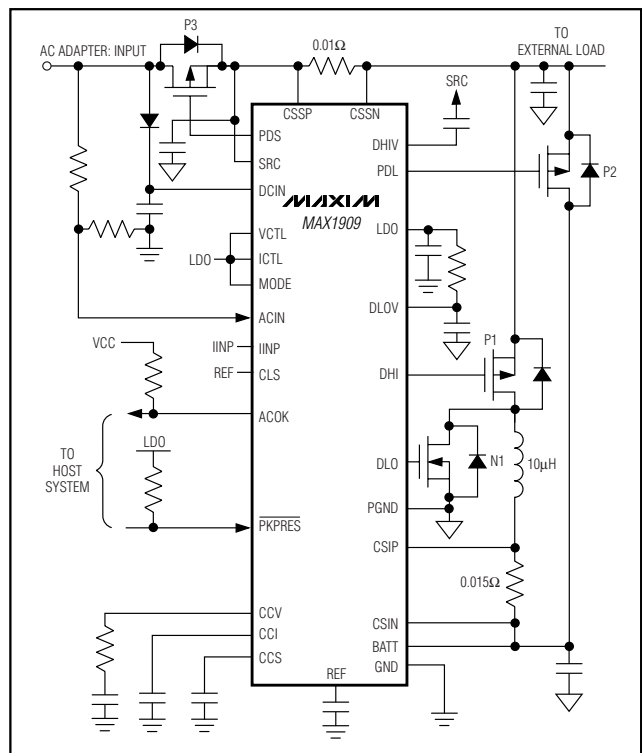 P3
AC ADAPTER: INPUT
0.01Ω
TO
EXTERNAL LOAD
CSSP
CSSN
SRC
PDS
DHIV
SRC
PDL
P2
DCIN
MAXIM
MAX1909
VCTL
LDO
LDO
ICTL
MODE
DLOV
ACIN
P1
VCC
IINP
IINP
REF
CLS
DHI
ACOK
TO
HOST
SYSTEM
LDO
DLO
N1
10µH
PGND
PKPRES
CSIP
0.015Ω
CCV
CSIN
CCI
BATT
CCS
GND
REF